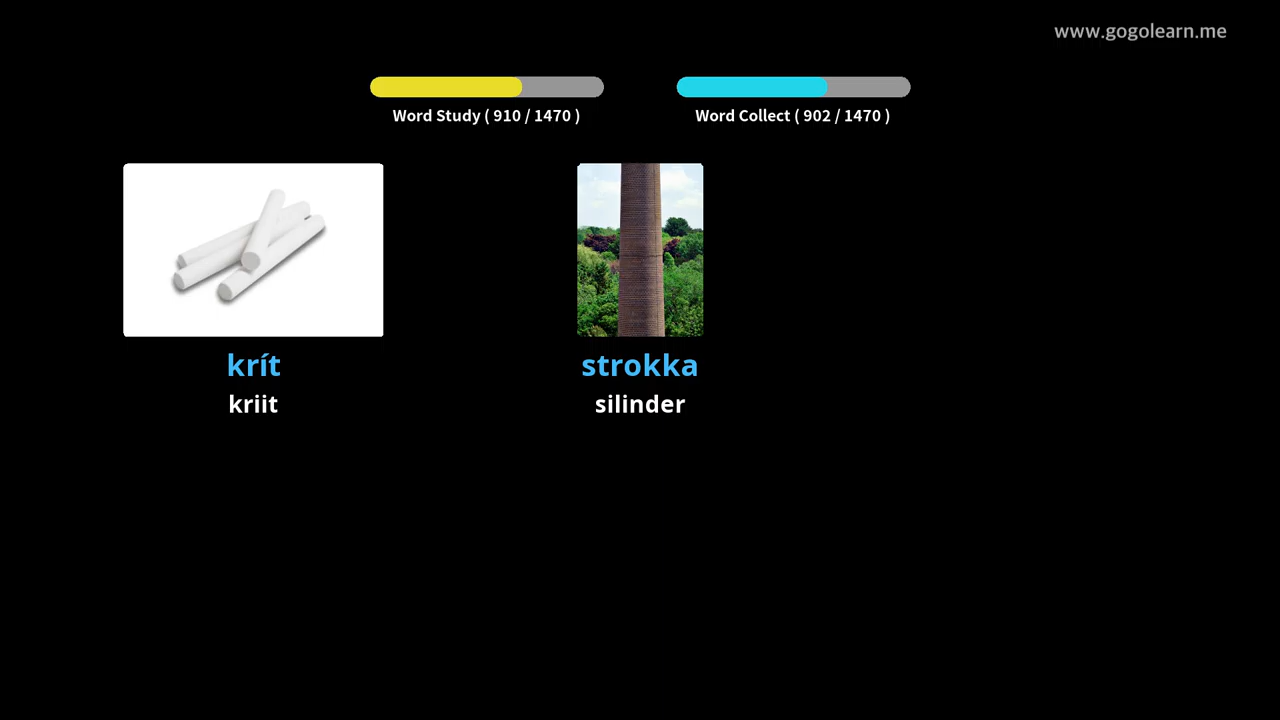 www.gogolearn.me
Word Study ( 910 / 1470 )
Word Collect ( 902 / 1470 )
krít
strokka
kriit
silinder